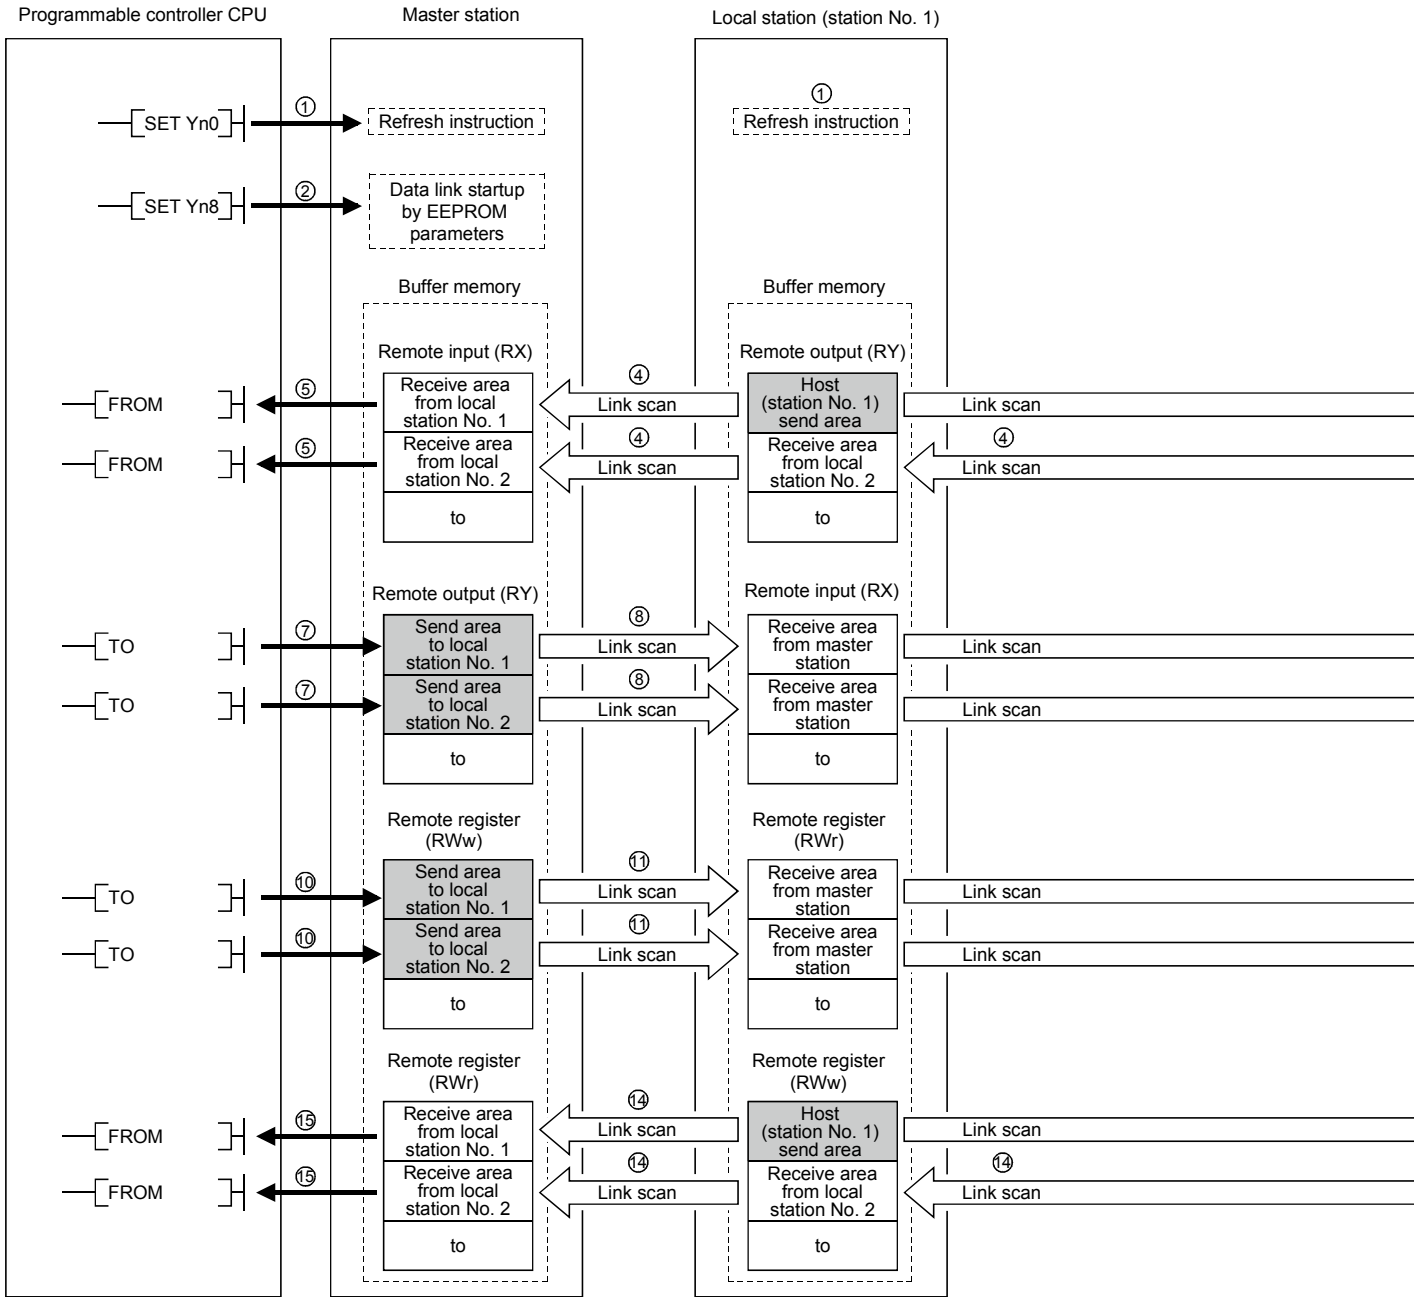 Programmable controller CPU
Master station
Local station (station No. 1)
SET Yn0
①
Refresh instruction
①
Refresh instruction
SET Yn8
②
Data link startup
by EEPROM
parameters
Buffer memory
Buffer memory
Remote input (RX)
Remote output (RY)
FROM
⑤
Receive area
from local
station No. 1
④
Link scan
Host
(station No. 1)
send area
Link scan
FROM
⑤
Receive area
from local
station No. 2
④
Link scan
Receive area
from local
station No. 2
④
Link scan
to
to
Remote output (RY)
Remote input (RX)
TO
⑦
Send area
to local
station No. 1
⑧
Link scan
Receive area
from master
station
Link scan
TO
⑦
Send area
to local
station No. 2
⑧
Link scan
Receive area
from master
station
Link scan
to
to
Remote register
(RWw)
Remote register
(RWr)
TO
⑩
Send area
to local
station No. 1
⑪
Link scan
Receive area
from master
station
Link scan
TO
⑩
Send area
to local
station No. 2
⑪
Link scan
Receive area
from master
station
Link scan
to
to
Remote register
(RWr)
Remote register
(RWw)
FROM
⑮
Receive area
from local
station No. 1
⑭
Link scan
Host
(station No. 1)
send area
Link scan
FROM
⑮
Receive area
from local
station No. 2
⑭
Link scan
Receive area
from local
station No. 2
⑭
Link scan
to
to